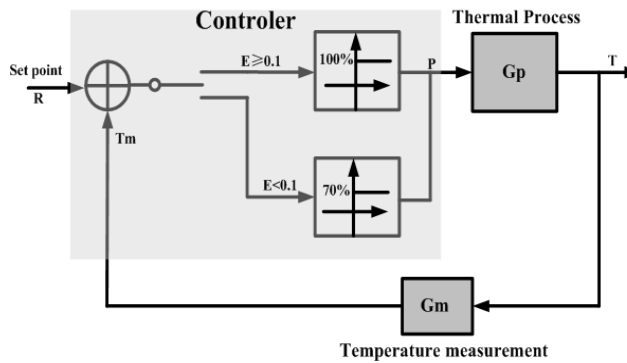 Controler
Thermal Process
Set point
R
E≥0.1
100%
P
Gp
T
Tm
E<0.1
70%
Gm
Temperature measurement